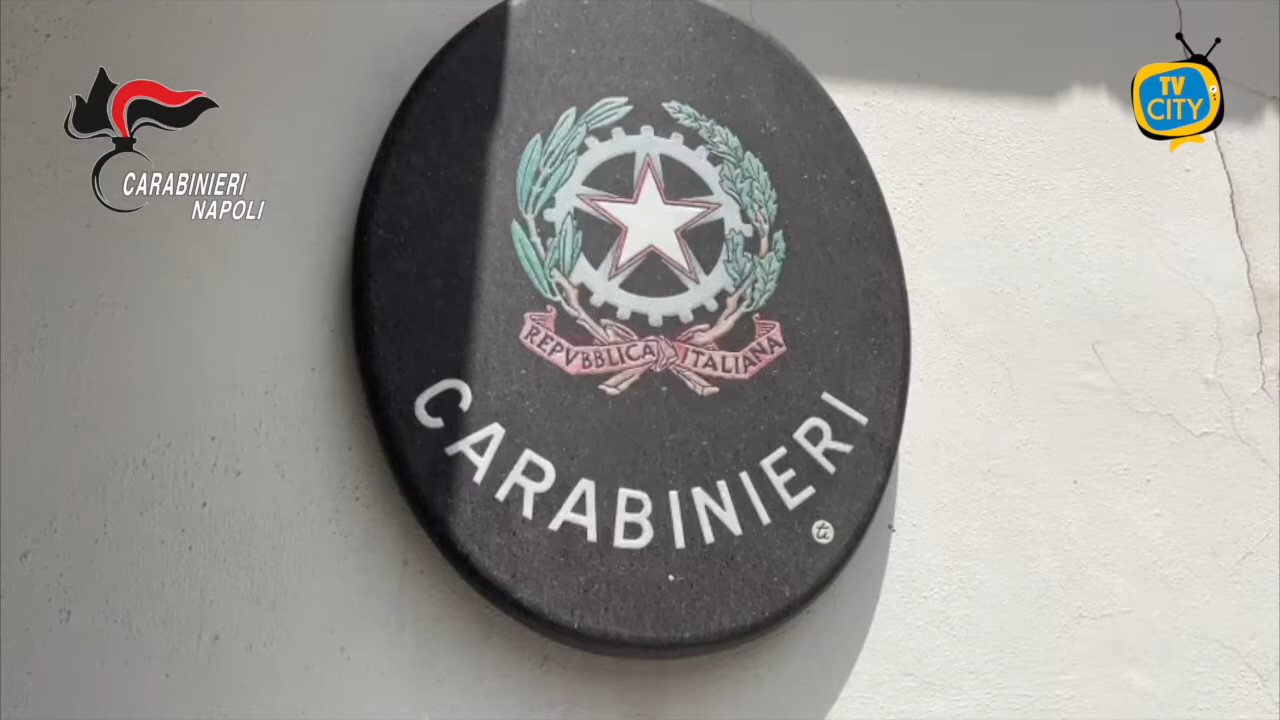 CARABINIERI
NAPOLI
TV
CITY
REPVBBLICA ITALIANA
CARABINIERI